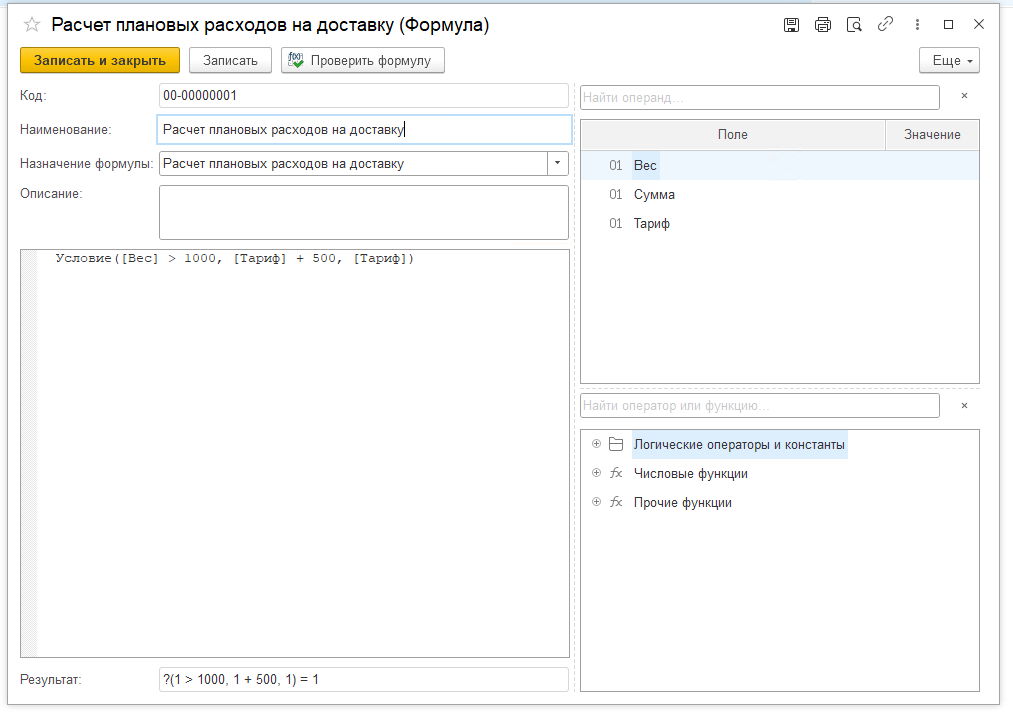 Расчет плановых расходов на доставку (Формула)
Записать и закрыть
Записать
Проверить формулу
Еще
Код:
00-00000001
Наименование:
Расчет плановых расходов на доставку
Назначение формулы:
Расчет плановых расходов на доставку
Описание:
Условие([Вес] > 1000, [Тариф] + 500, [Тариф])
Результат:
?(1 > 1000, 1 + 500, 1) = 1
Найти операнд...
Поле
Значение
01 Вес
01 Сумма
01 Тариф
Найти оператор или функцию...
Логические операторы и константы
fx Числовые функции
fx Прочие функции